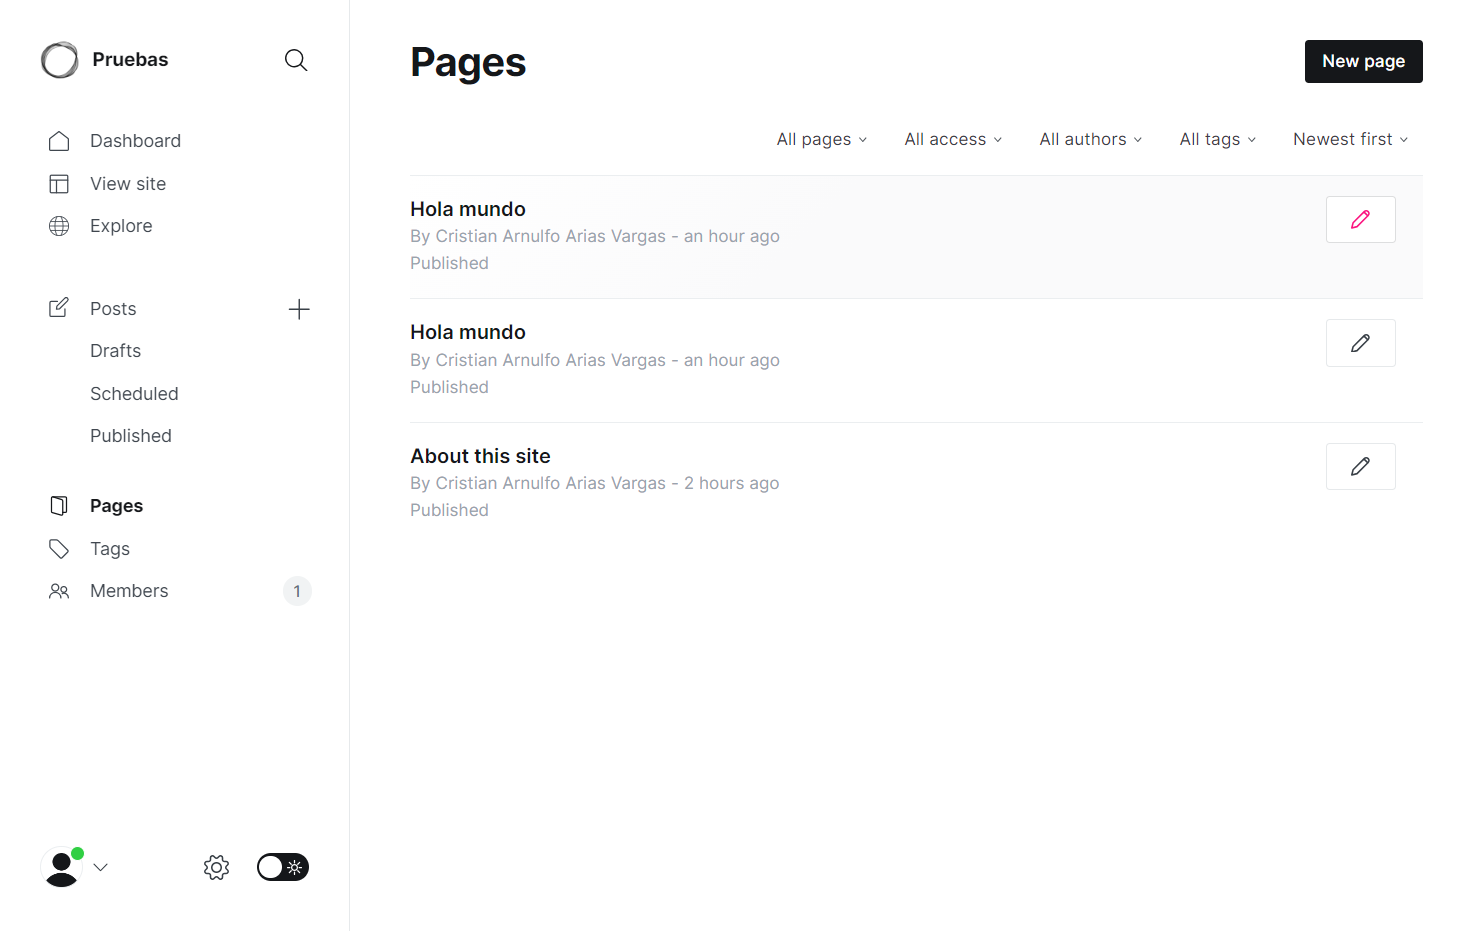 Pruebas
Dashboard
View site
Explore
Posts
Drafts
Scheduled
Published
Pages
Tags
Members 1
Pages
New page
All pages All access All authors All tags Newest first
Hola mundo
By Cristian Arnulfo Arias Vargas - an hour ago
Published
Hola mundo
By Cristian Arnulfo Arias Vargas - an hour ago
Published
About this site
By Cristian Arnulfo Arias Vargas - 2 hours ago
Published